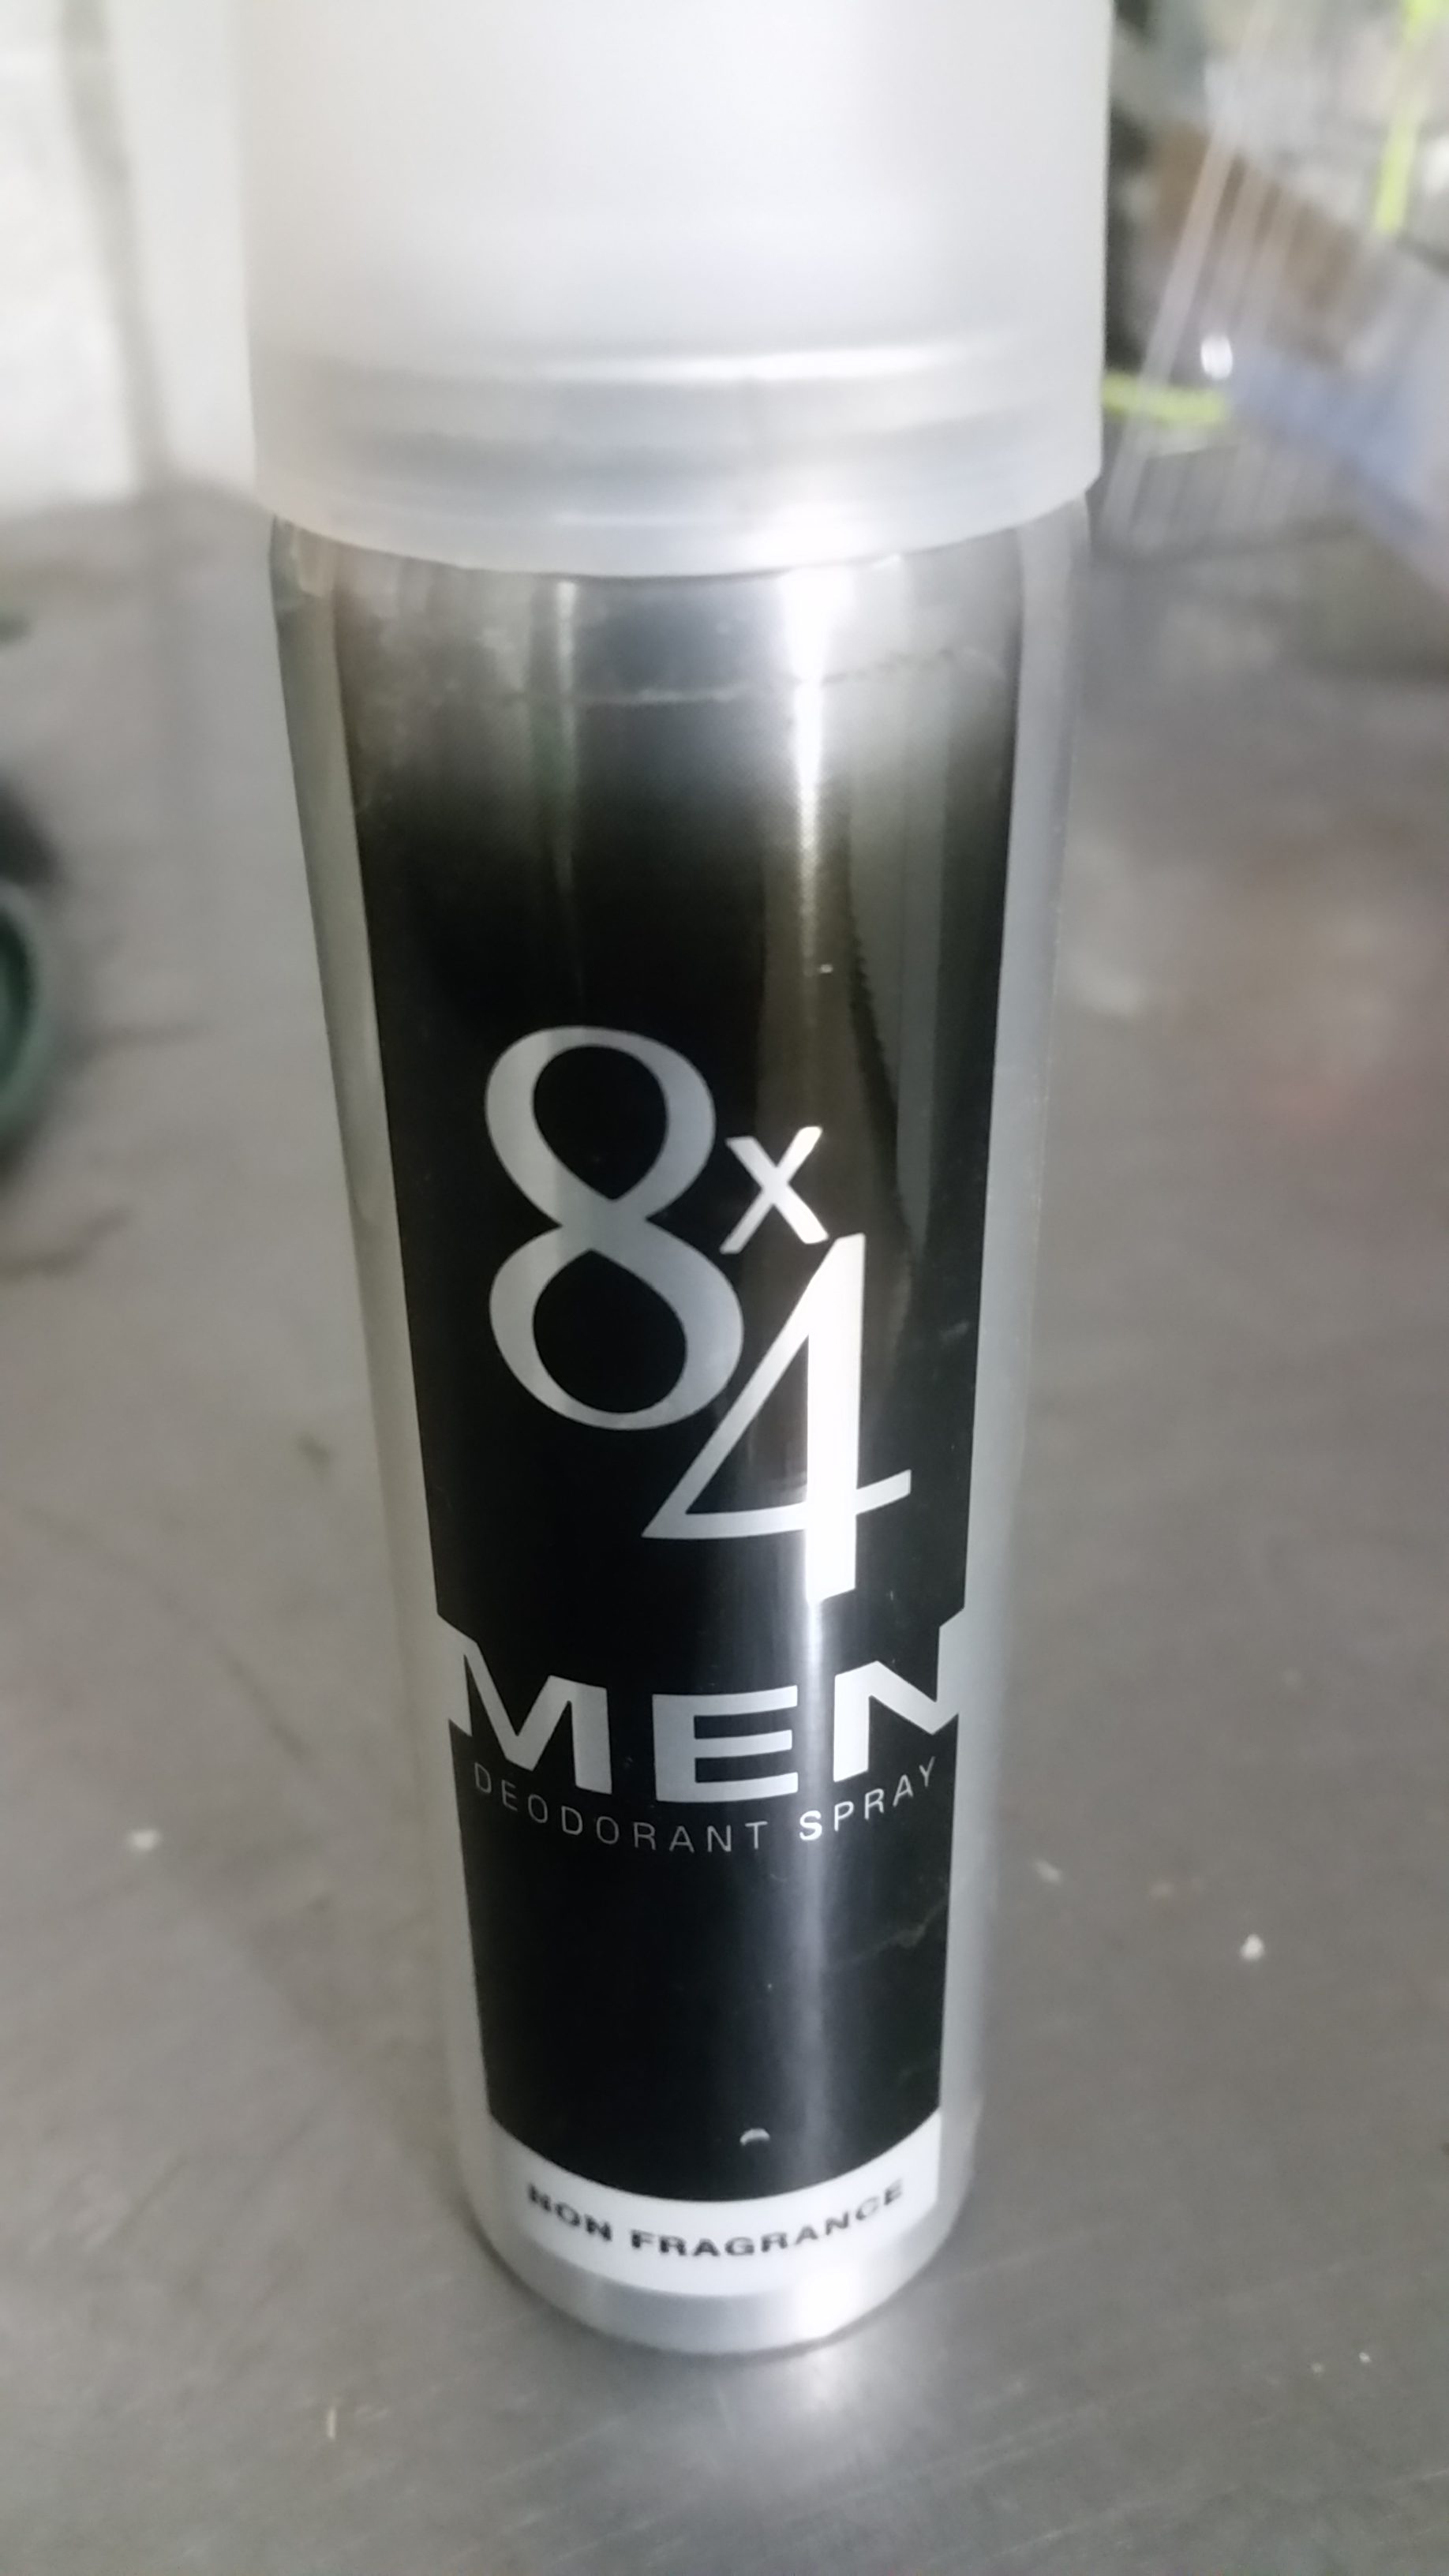 8x4
MEN
DEODORANT SPRAY
NON FRAGRANCE